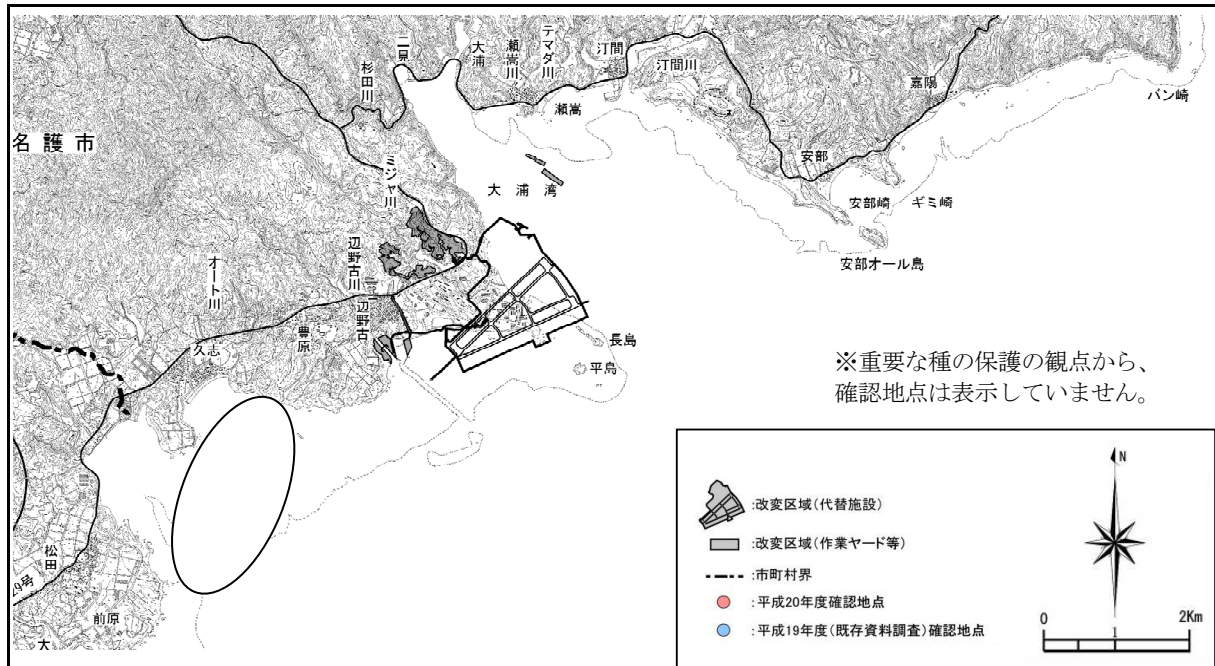 名護市
杉田川
二見
大浦
瀬嵩川
テマダ川
汀間
汀間川
嘉陽
バン崎
瀬嵩
安部
大浦湾
安部崎
ギミ崎
安部オール島
ミジャ川
辺野古川
辺野古
オート川
豊原
久志
長島
平島
松田
前原
大
※重要な種の保護の観点から、
確認地点は表示していません。
N
:改変区域(代替施設)
:改変区域(作業ヤード等)
:市町村界
:平成20年度確認地点
:平成19年度(既存資料調査)確認地点
0
1
2Km